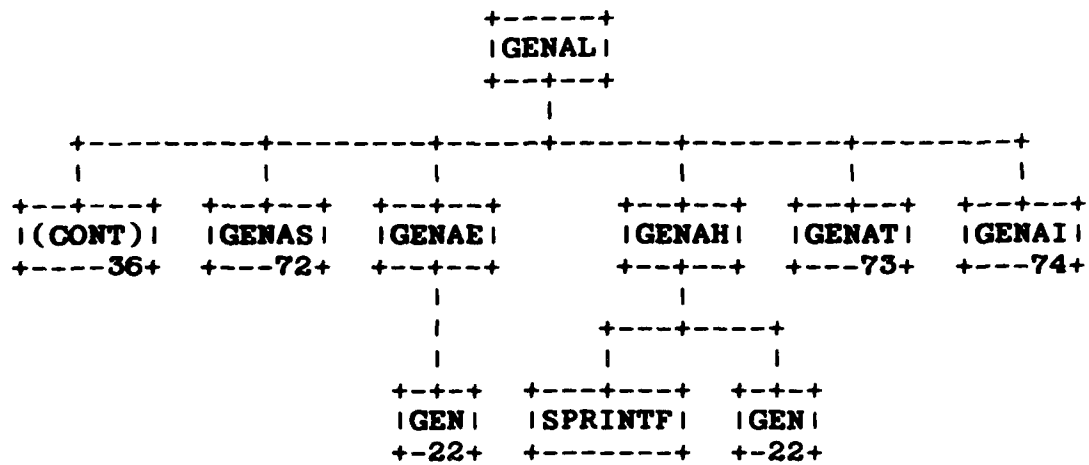 GENAL
(CONT) GENAS GENAE GENAH GENAT GENAI
36 72 73 74
GEN SPRINTF GEN
22 22